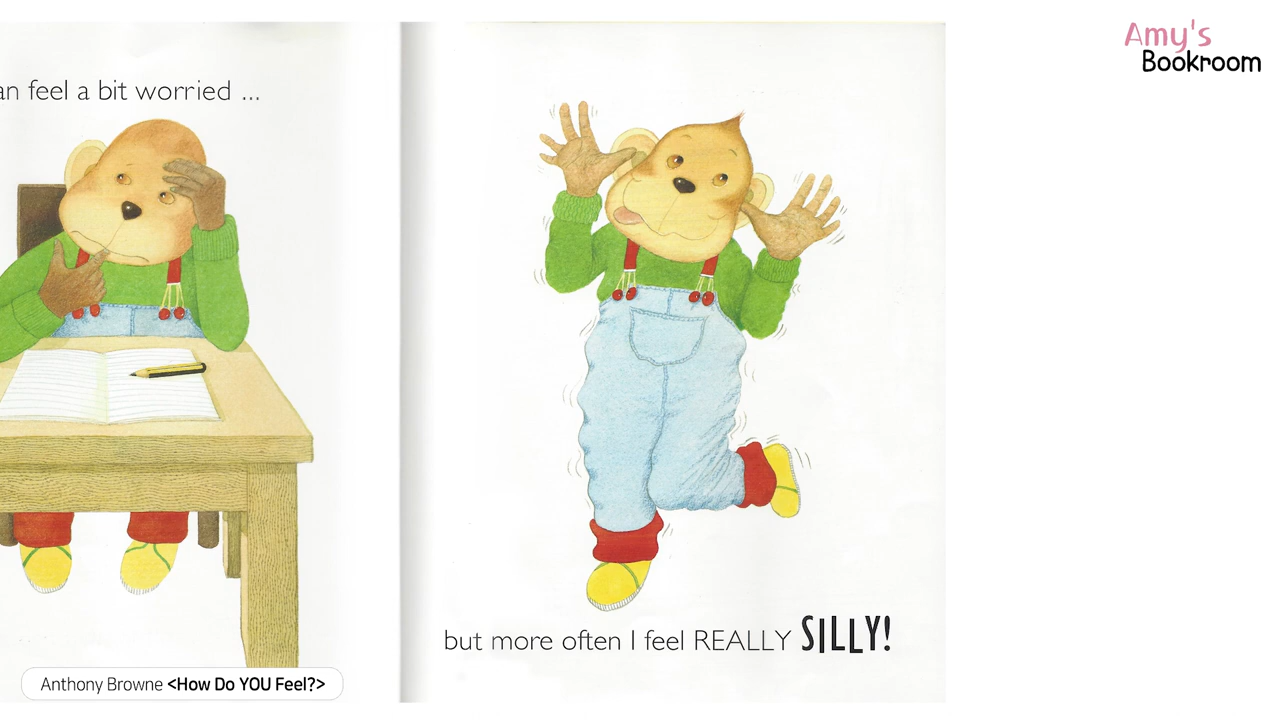 an feel a bit worried ...
but more often I feel REALLY SILLY!
Anthony Browne <How Do YOU Feel?>
Amy's
Bookroom